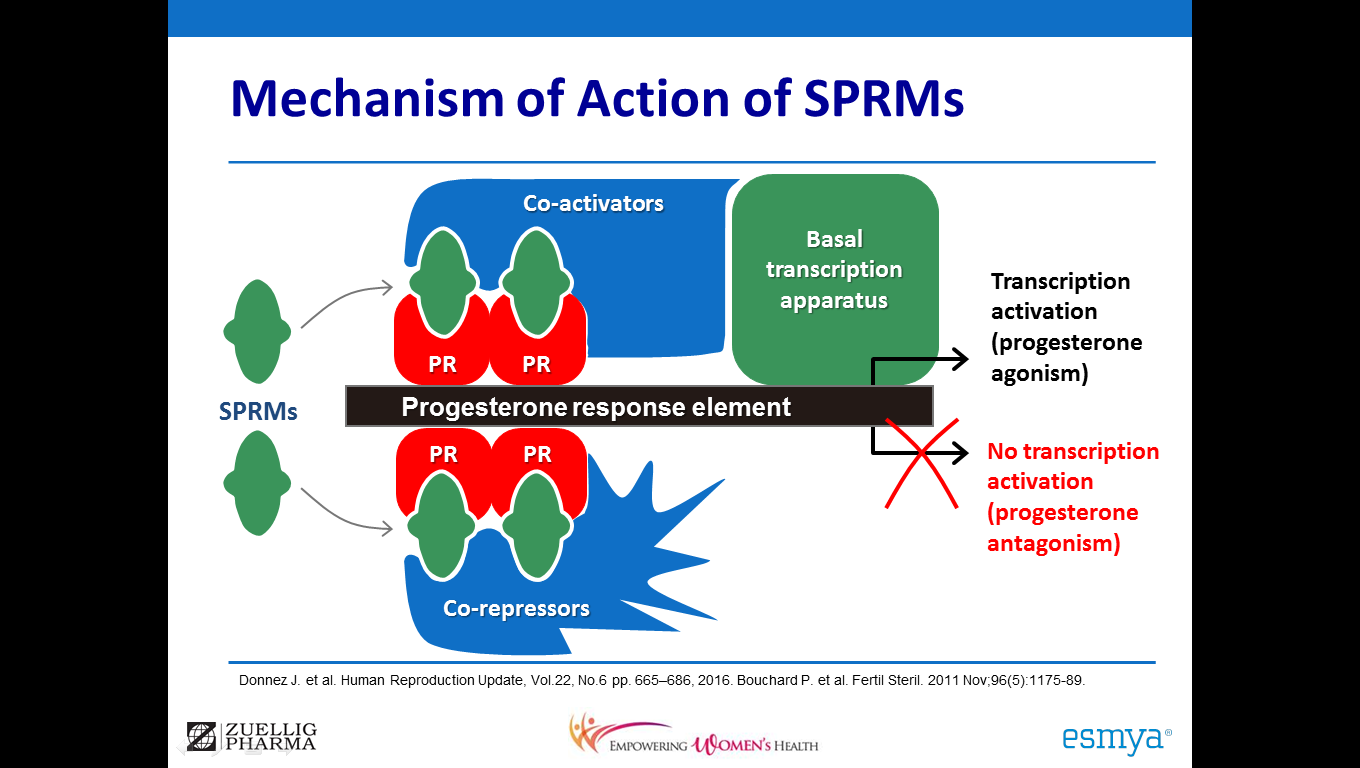 Mechanism of Action of SPRMs
Co-activators
Basal
transcription
apparatus
Transcription
activation
(progesterone
agonism)
PR PR
SPRMs
Progesterone response element
PR PR
No transcription
activation
(progesterone
antagonism)
Co-repressors
Donnez J. et al. Human Reproduction Update, Vol.22, No.6 pp. 665–686, 2016. Bouchard P. et al. Fertil Steril. 2011 Nov;96(5):1175-89.
ZUELLIG
PHARMA
EMPOWERING WOMEN'S HEALTH
esmya®